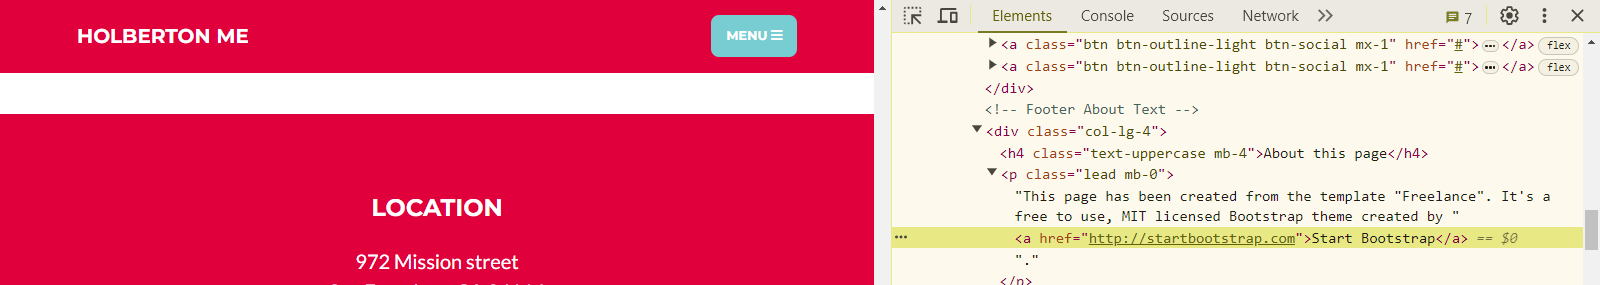 HOLBERTON ME
MENU
LOCATION
972 Mission street
Elements Console Sources Network 7
<a class="btn btn-outline-light btn-social mx-1" href="#">…</a> flex
<a class="btn btn-outline-light btn-social mx-1" href="#">…</a> flex
</div>
<!-- Footer About Text -->
<div class="col-lg-4">
<h4 class="text-uppercase mb-4">About this page</h4>
<p class="lead mb-0">
"This page has been created from the template "Freelance". It's a
free to use, MIT licensed Bootstrap theme created by "
<a href="http://startbootstrap.com">Start Bootstrap</a> == $0
"."
</p>